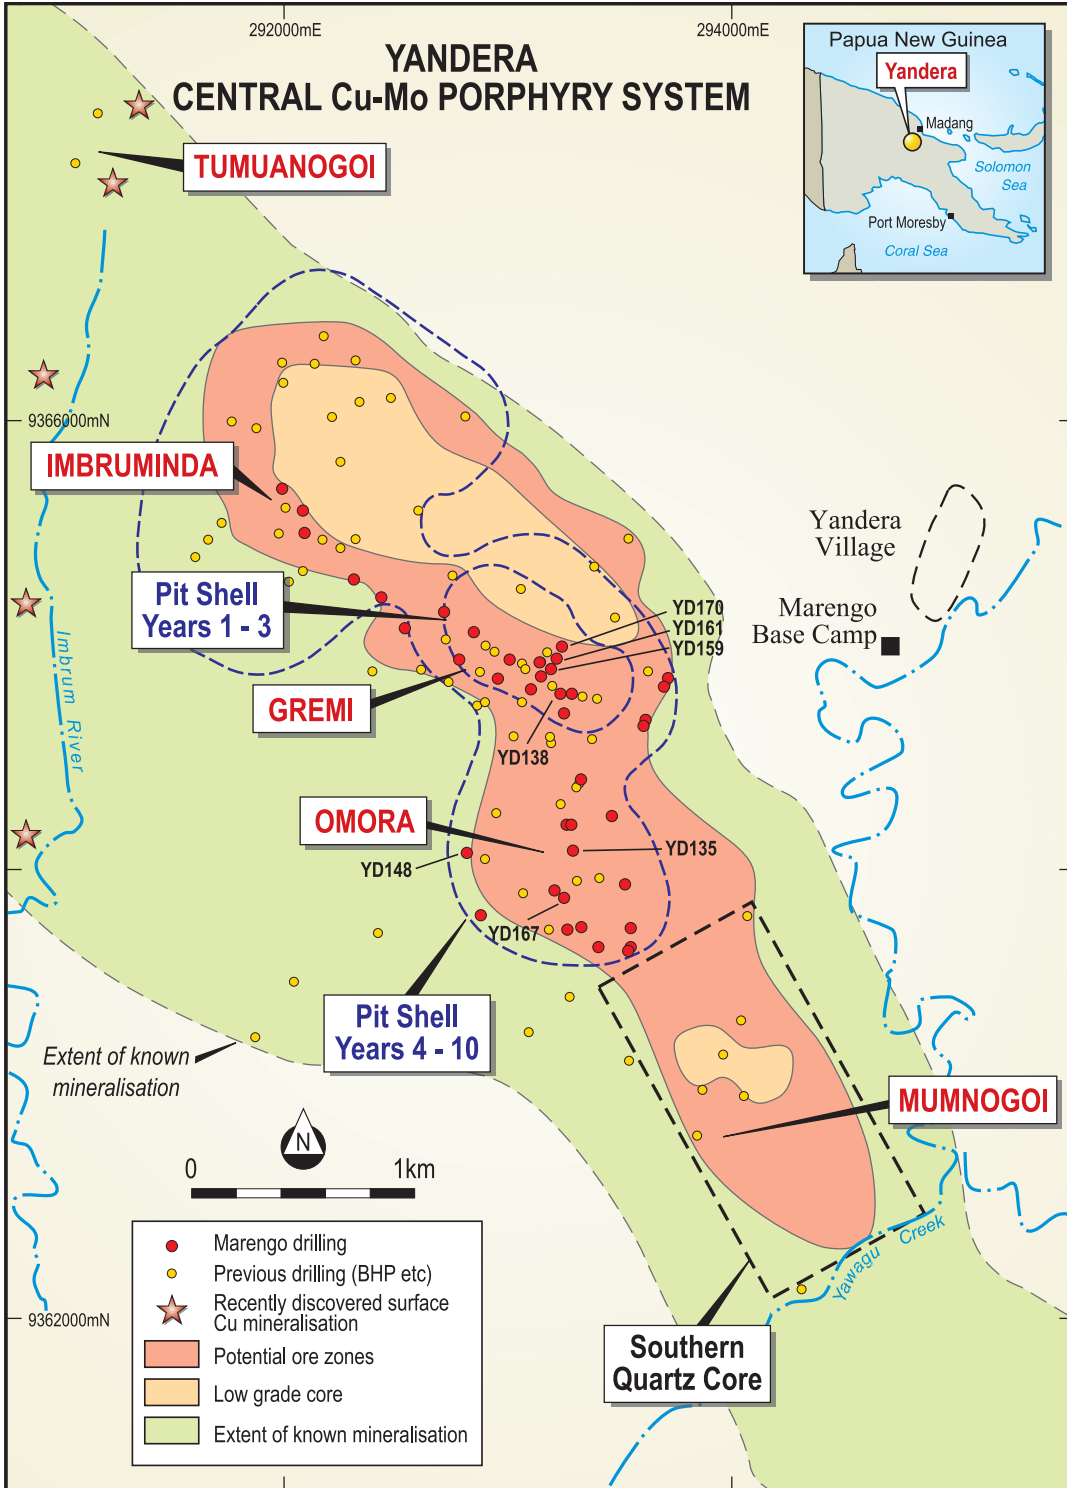 292000mE
294000mE
YANDERA
CENTRAL Cu-Mo PORPHYRY SYSTEM
Papua New Guinea
Yandera
Madang
Solomon
Sea
Port Moresby
Coral Sea
TUMUANOGOI
9366000mN
IMBRUMINDA
Yandera
Village
Pit Shell
Years 1 - 3
Marengo
Base Camp
YD170
YD161
YD159
Imbrum River
GREMI
YD138
OMORA
YD135
YD148
YD167
Pit Shell
Years 4 - 10
Extent of known
mineralisation
MUMNOGOI
N
0 1km
Yawagu Creek
9362000mN
Marengo drilling
Previous drilling (BHP etc)
Recently discovered surface
Cu mineralisation
Potential ore zones
Low grade core
Extent of known mineralisation
Southern
Quartz Core